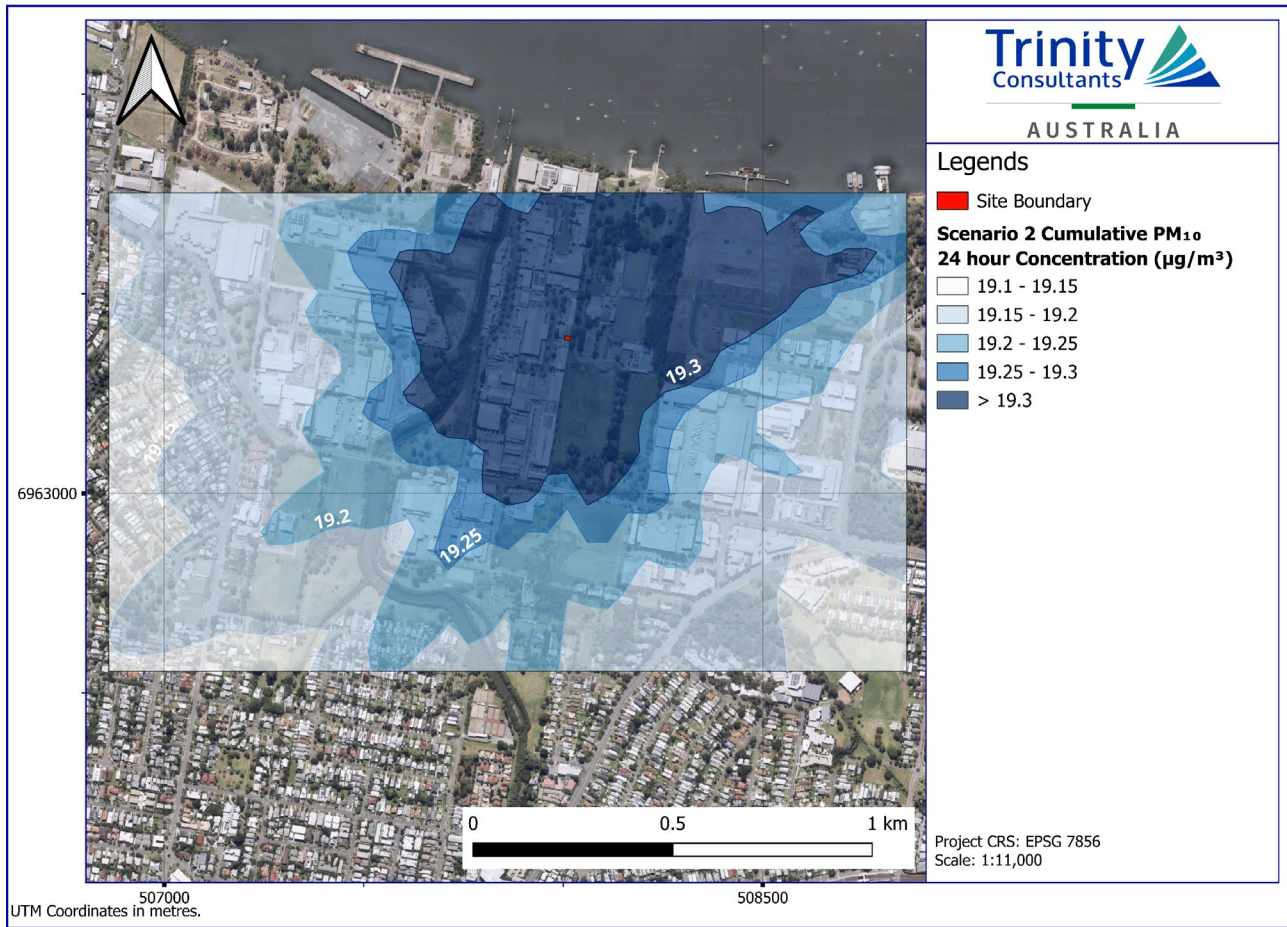 Trinity
Consultants
AUSTRALIA
Legends
Site Boundary
Scenario 2 Cumulative PM₁₀
24 hour Concentration (µg/m³)
19.1 - 19.15
19.15 - 19.2
19.2 - 19.25
19.25 - 19.3
> 19.3
19.3
19.2
19.25
6963000
0 0.5 1 km
Project CRS: EPSG 7856
Scale: 1:11,000
507000 508500
UTM Coordinates in metres.